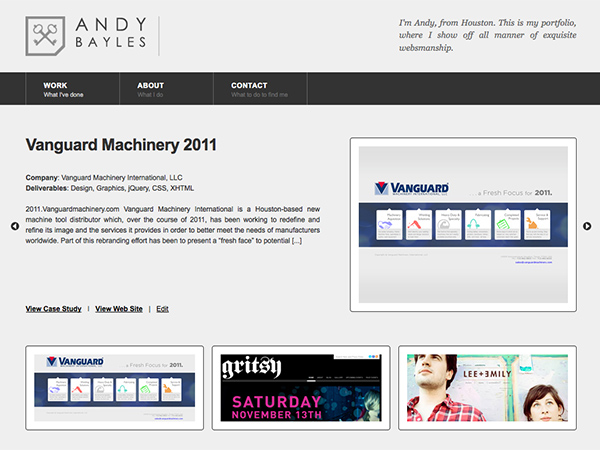 ANDY
BAYLES
I'm Andy, from Houston. This is my portfolio,
where I show off all manner of exquisite
websmanship.
WORK
What I've done
ABOUT
What I do
CONTACT
What to do to find me
Vanguard Machinery 2011
Company: Vanguard Machinery International, LLC
Deliverables: Design, Graphics, jQuery, CSS, XHTML
2011.Vanguardmachinery.com Vanguard Machinery International is a Houston-based new
machine tool distributor which, over the course of 2011, has been working to redefine and
refine its image and the services it provides in order to better meet the needs of manufacturers
worldwide. Part of this rebranding effort has been to present a "fresh face" to potential [...]
View Case Study | View Web Site | Edit
VANGUARD
a Fresh Focus for 2011.
VANGUARD
a Fresh Focus for 2011.
gritsy
SATURDAY
NOVEMBER 13TH
LEE+3MILY